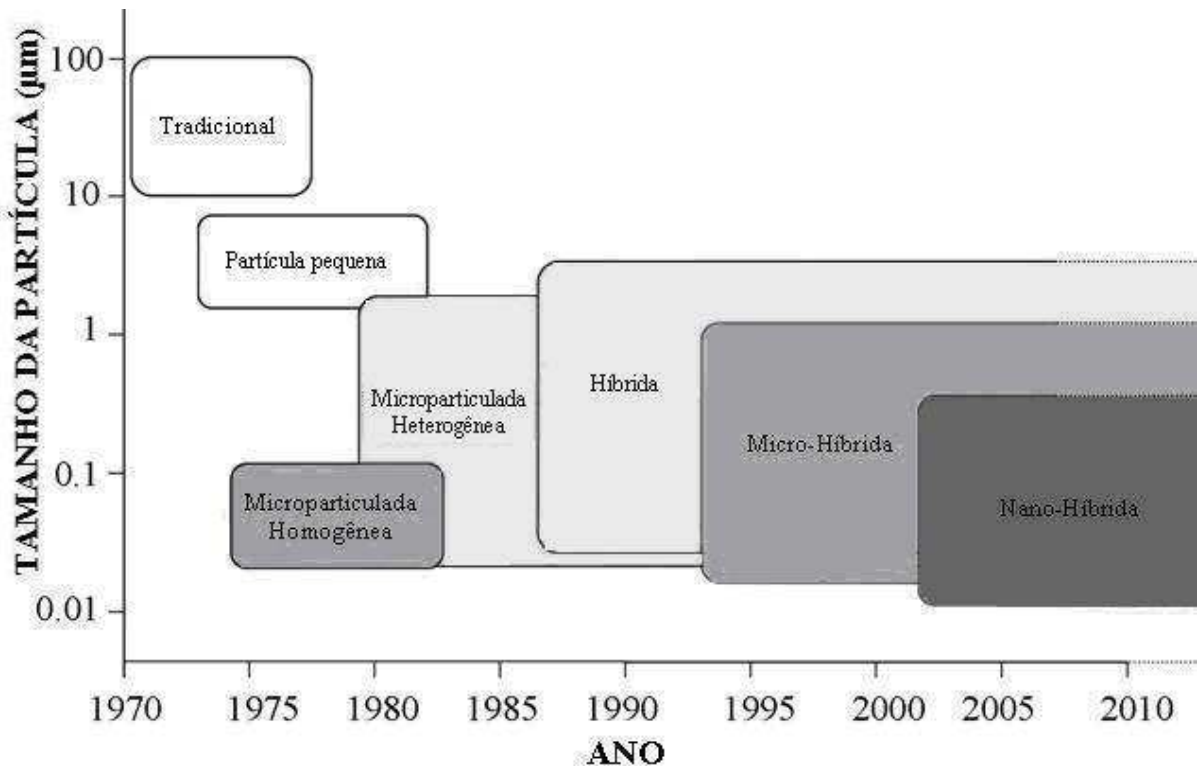 TAMANHO DA PARTÍCULA (µm)
100
10
1
0.1
0.01
Tradicional
Partícula pequena
Microparticulada
Heterogênea
Híbrida
Microparticulada
Homogênea
Micro-Híbrida
Nano-Híbrida
1970 1975 1980 1985 1990 1995 2000 2005 2010
ANO